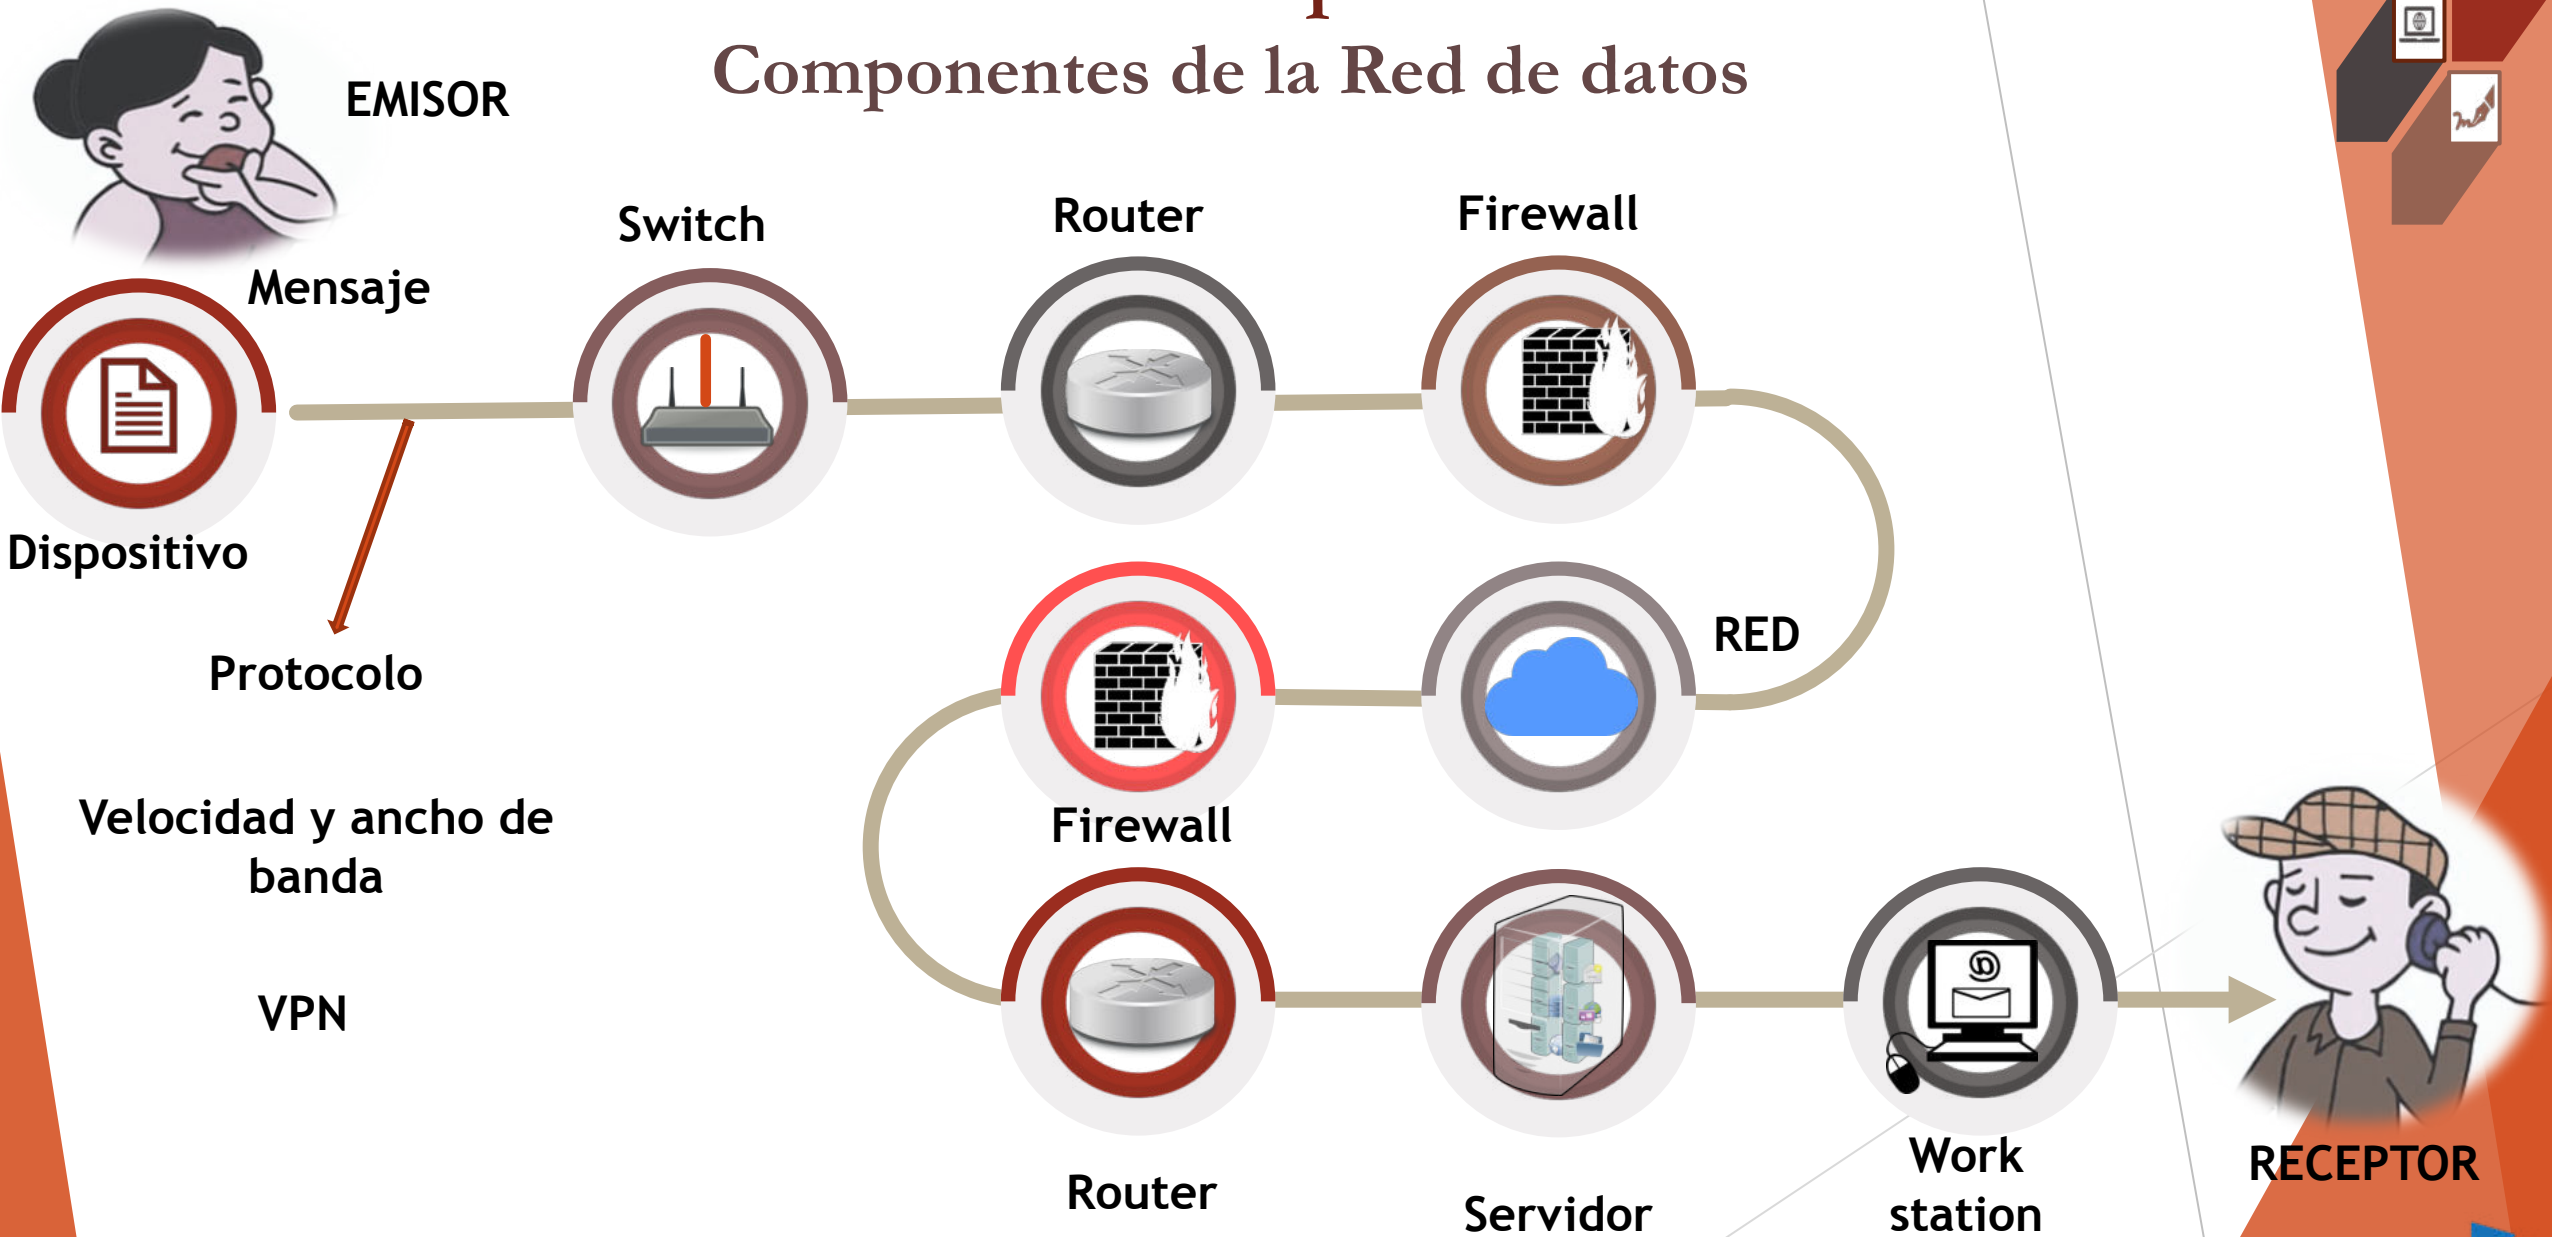 Componentes de la Red de datos
EMISOR
Switch
Router
Firewall
Mensaje
Dispositivo
RED
Protocolo
Velocidad y ancho de
banda
Firewall
VPN
Work
station
RECEPTOR
Router
Servidor